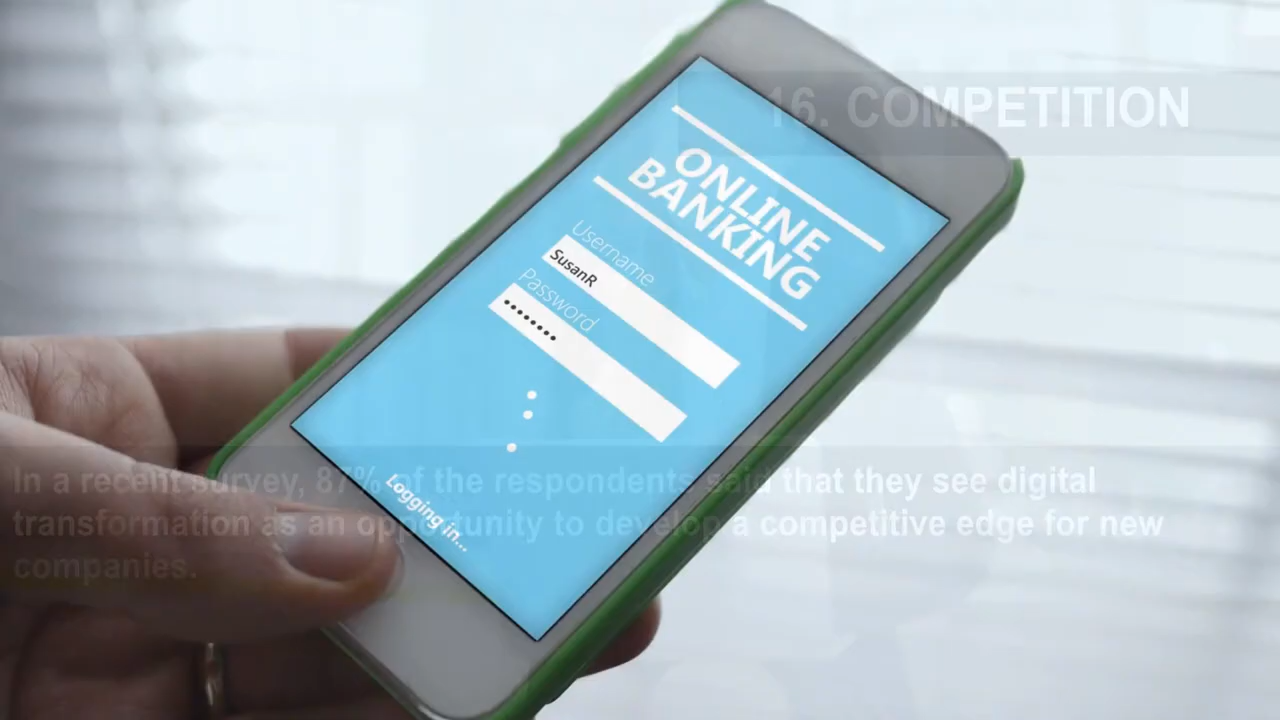 16. COMPETITION
ONLINE
BANKING
Username
SusanR
Password
••••••••
Logging in...
In a recent survey, 87% of the respondents said that they see digital
transformation as an opportunity to develop a competitive edge for new
companies.